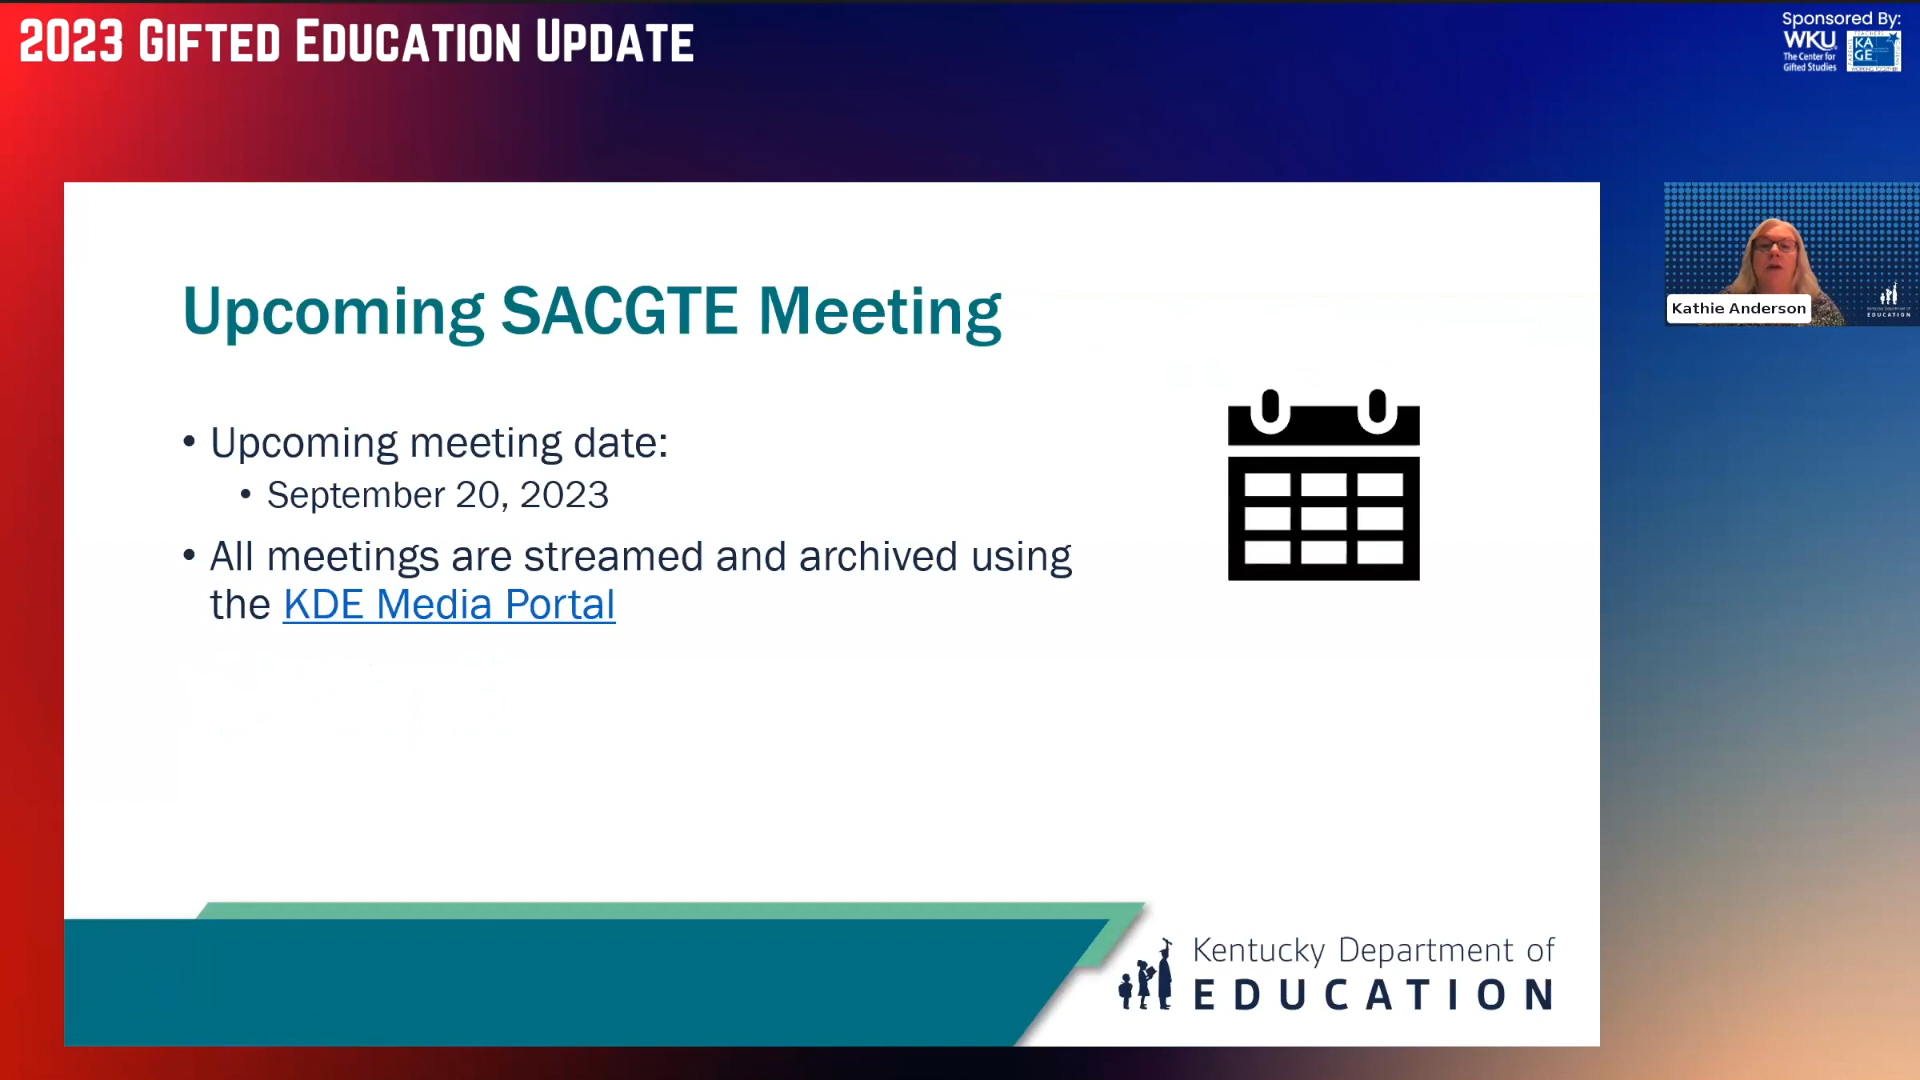 2023 GIFTED EDUCATION UPDATE
Sponsored By:
WKU
The Center for
Gifted Studies
KA
GE
Upcoming SACGTE Meeting
• Upcoming meeting date:
• September 20, 2023
• All meetings are streamed and archived using
the KDE Media Portal
Kathie Anderson
EDUCATION
Kentucky Department of
EDUCATION